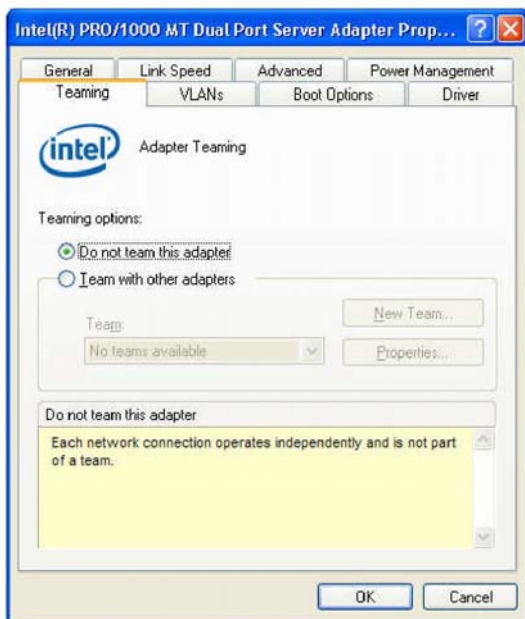 Intel(R) PRO/1000 MT Dual Port Server Adapter Prop...
General Link Speed Advanced Power Management
Teaming VLANs Boot Options Driver
intel Adapter Teaming
Teaming options:
Do not team this adapter
Team with other adapters
New Team...
Team:
No teams available
Properties...
Do not team this adapter
Each network connection operates independently and is not part
of a team.
OK Cancel